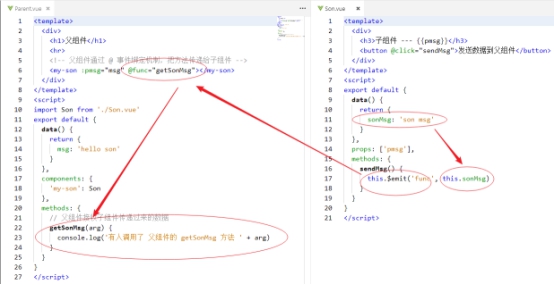 Parent.vue
1 <template>
2 <div>
3 <h1>父组件</h1>
4 <hr>
5 <!-- 父组件通过 @ 事件绑定机制，把方法传递给子组件 -->
6 <my-son :pmsg="msg" @func="getSonMsg"></my-son>
7 </div>
8 </template>
9 <script>
10 import Son from './Son.vue'
11 export default {
12 data() {
13 return {
14 msg: 'hello son'
15 }
16 },
17 components: {
18 'my-son': Son
19 },
20 methods: {
21 // 父组件接收子组件传递过来的数据
22 getSonMsg(arg) {
23 console.log('有人调用了 父组件的 getSonMsg 方法 ' + arg)
24 }
25 }
26 }
27 </script>
Son.vue
1 <template>
2 <div>
3 <h3>子组件 --- {{pmsg}}</h3>
4 <button @click="sendMsg">发送数据到父组件</button>
5 </div>
6 </template>
7 <script>
8 export default {
9 data() {
10 return {
11 sonMsg: 'son msg'
12 }
13 },
14 props: ['pmsg'],
15 methods: {
16 sendMsg() {
17 this.$emit('func', this.sonMsg)
18 }
19 }
20 }
21 </script>